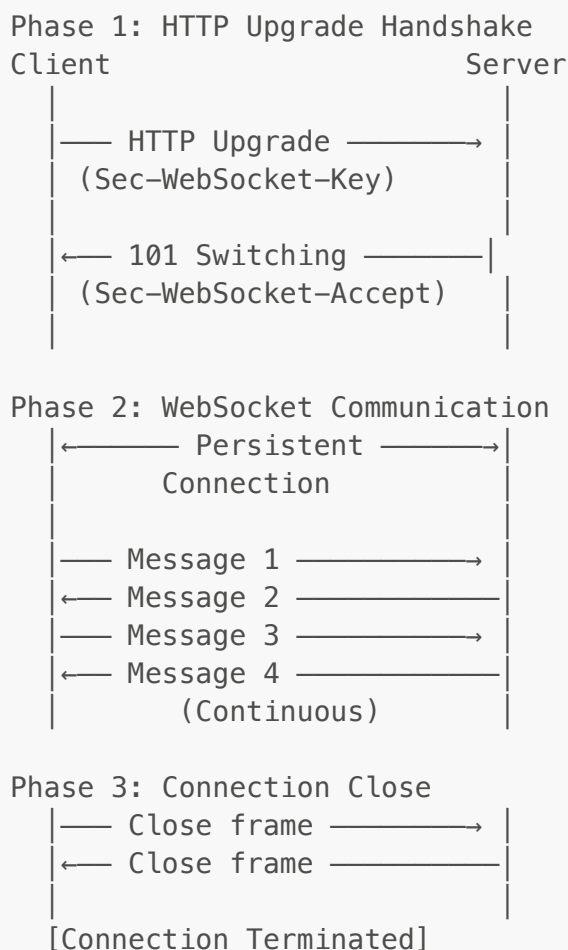 Phase 1: HTTP Upgrade Handshake
Client Server
HTTP Upgrade
(Sec-WebSocket-Key)
101 Switching
(Sec-WebSocket-Accept)
Phase 2: WebSocket Communication
Persistent
Connection
Message 1
Message 2
Message 3
Message 4
(Continuous)
Phase 3: Connection Close
Close frame
Close frame
[Connection Terminated]